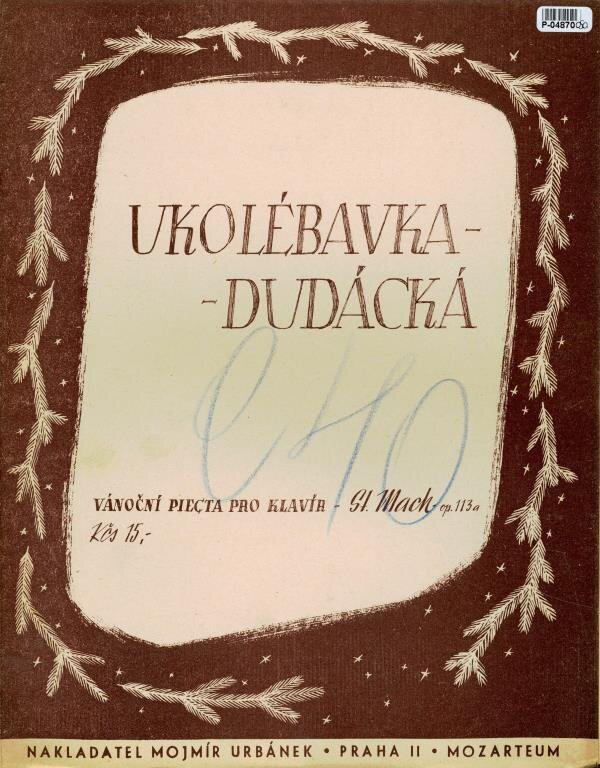 P-04870
UKOLÉBAVKA-
-DUDÁCKÁ
VÁNOČNÍ PIECTA PRO KLAVÍR - St. Mach op. 113a
Kčs 15,-
NAKLADATEL MOJMÍR URBÁNEK • PRAHA II • MOZARTEUM